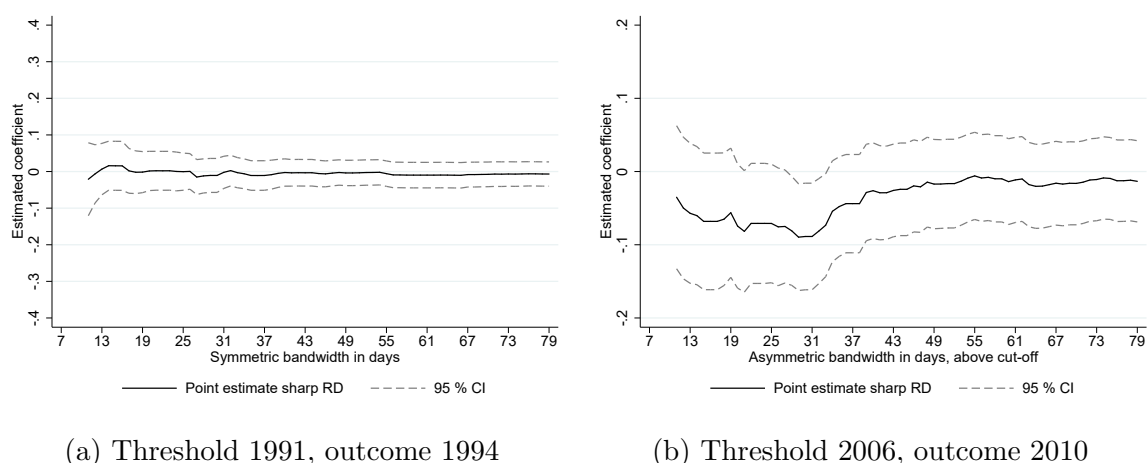 .4
.3
.2
.1
0
-.1
-.2
-.3
-.4
Estimated coefficient
7 13 19 25 31 37 43 49 55 61 67 73 79
Symmetric bandwidth in days
Point estimate sharp RD 95 % CI
(a) Threshold 1991, outcome 1994
.2
.1
0
-.1
-.2
Estimated coefficient
7 13 19 25 31 37 43 49 55 61 67 73 79
Asymmetric bandwidth in days, above cut-off
Point estimate sharp RD 95 % CI
(b) Threshold 2006, outcome 2010